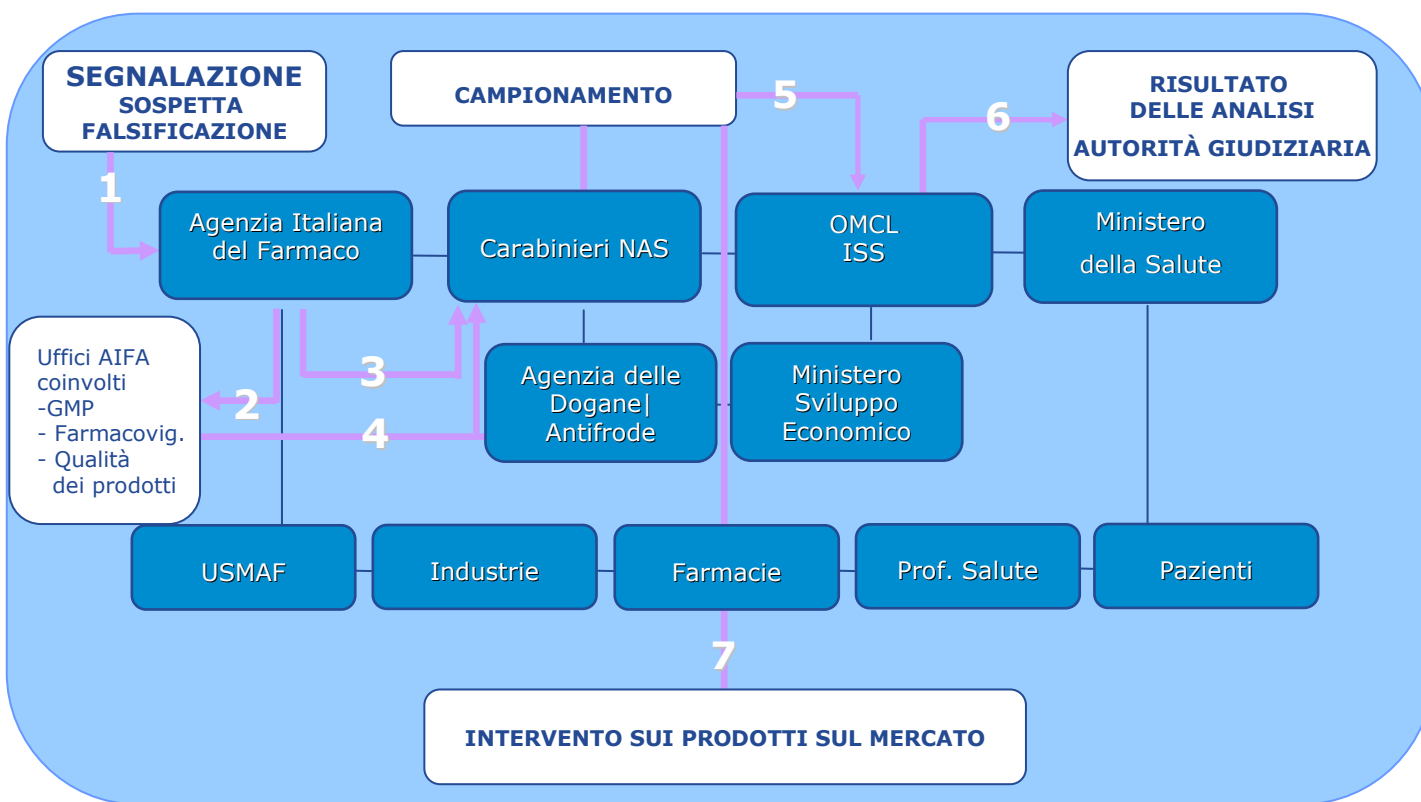 SEGNALAZIONE
SOSPETTA
FALSIFICAZIONE
CAMPIONAMENTO
5
6
RISULTATO
DELLE ANALISI
AUTORITÀ GIUDIZIARIA
1
Agenzia Italiana
del Farmaco
Carabinieri NAS
OMCL
ISS
Ministero
della Salute
Uffici AIFA
coinvolti
-GMP
- Farmacovig.
- Qualità
dei prodotti
2
3
4
Agenzia delle
Dogane|
Antifrode
Ministero
Sviluppo
Economico
USMAF
Industrie
Farmacie
Prof. Salute
Pazienti
7
INTERVENTO SUI PRODOTTI SUL MERCATO